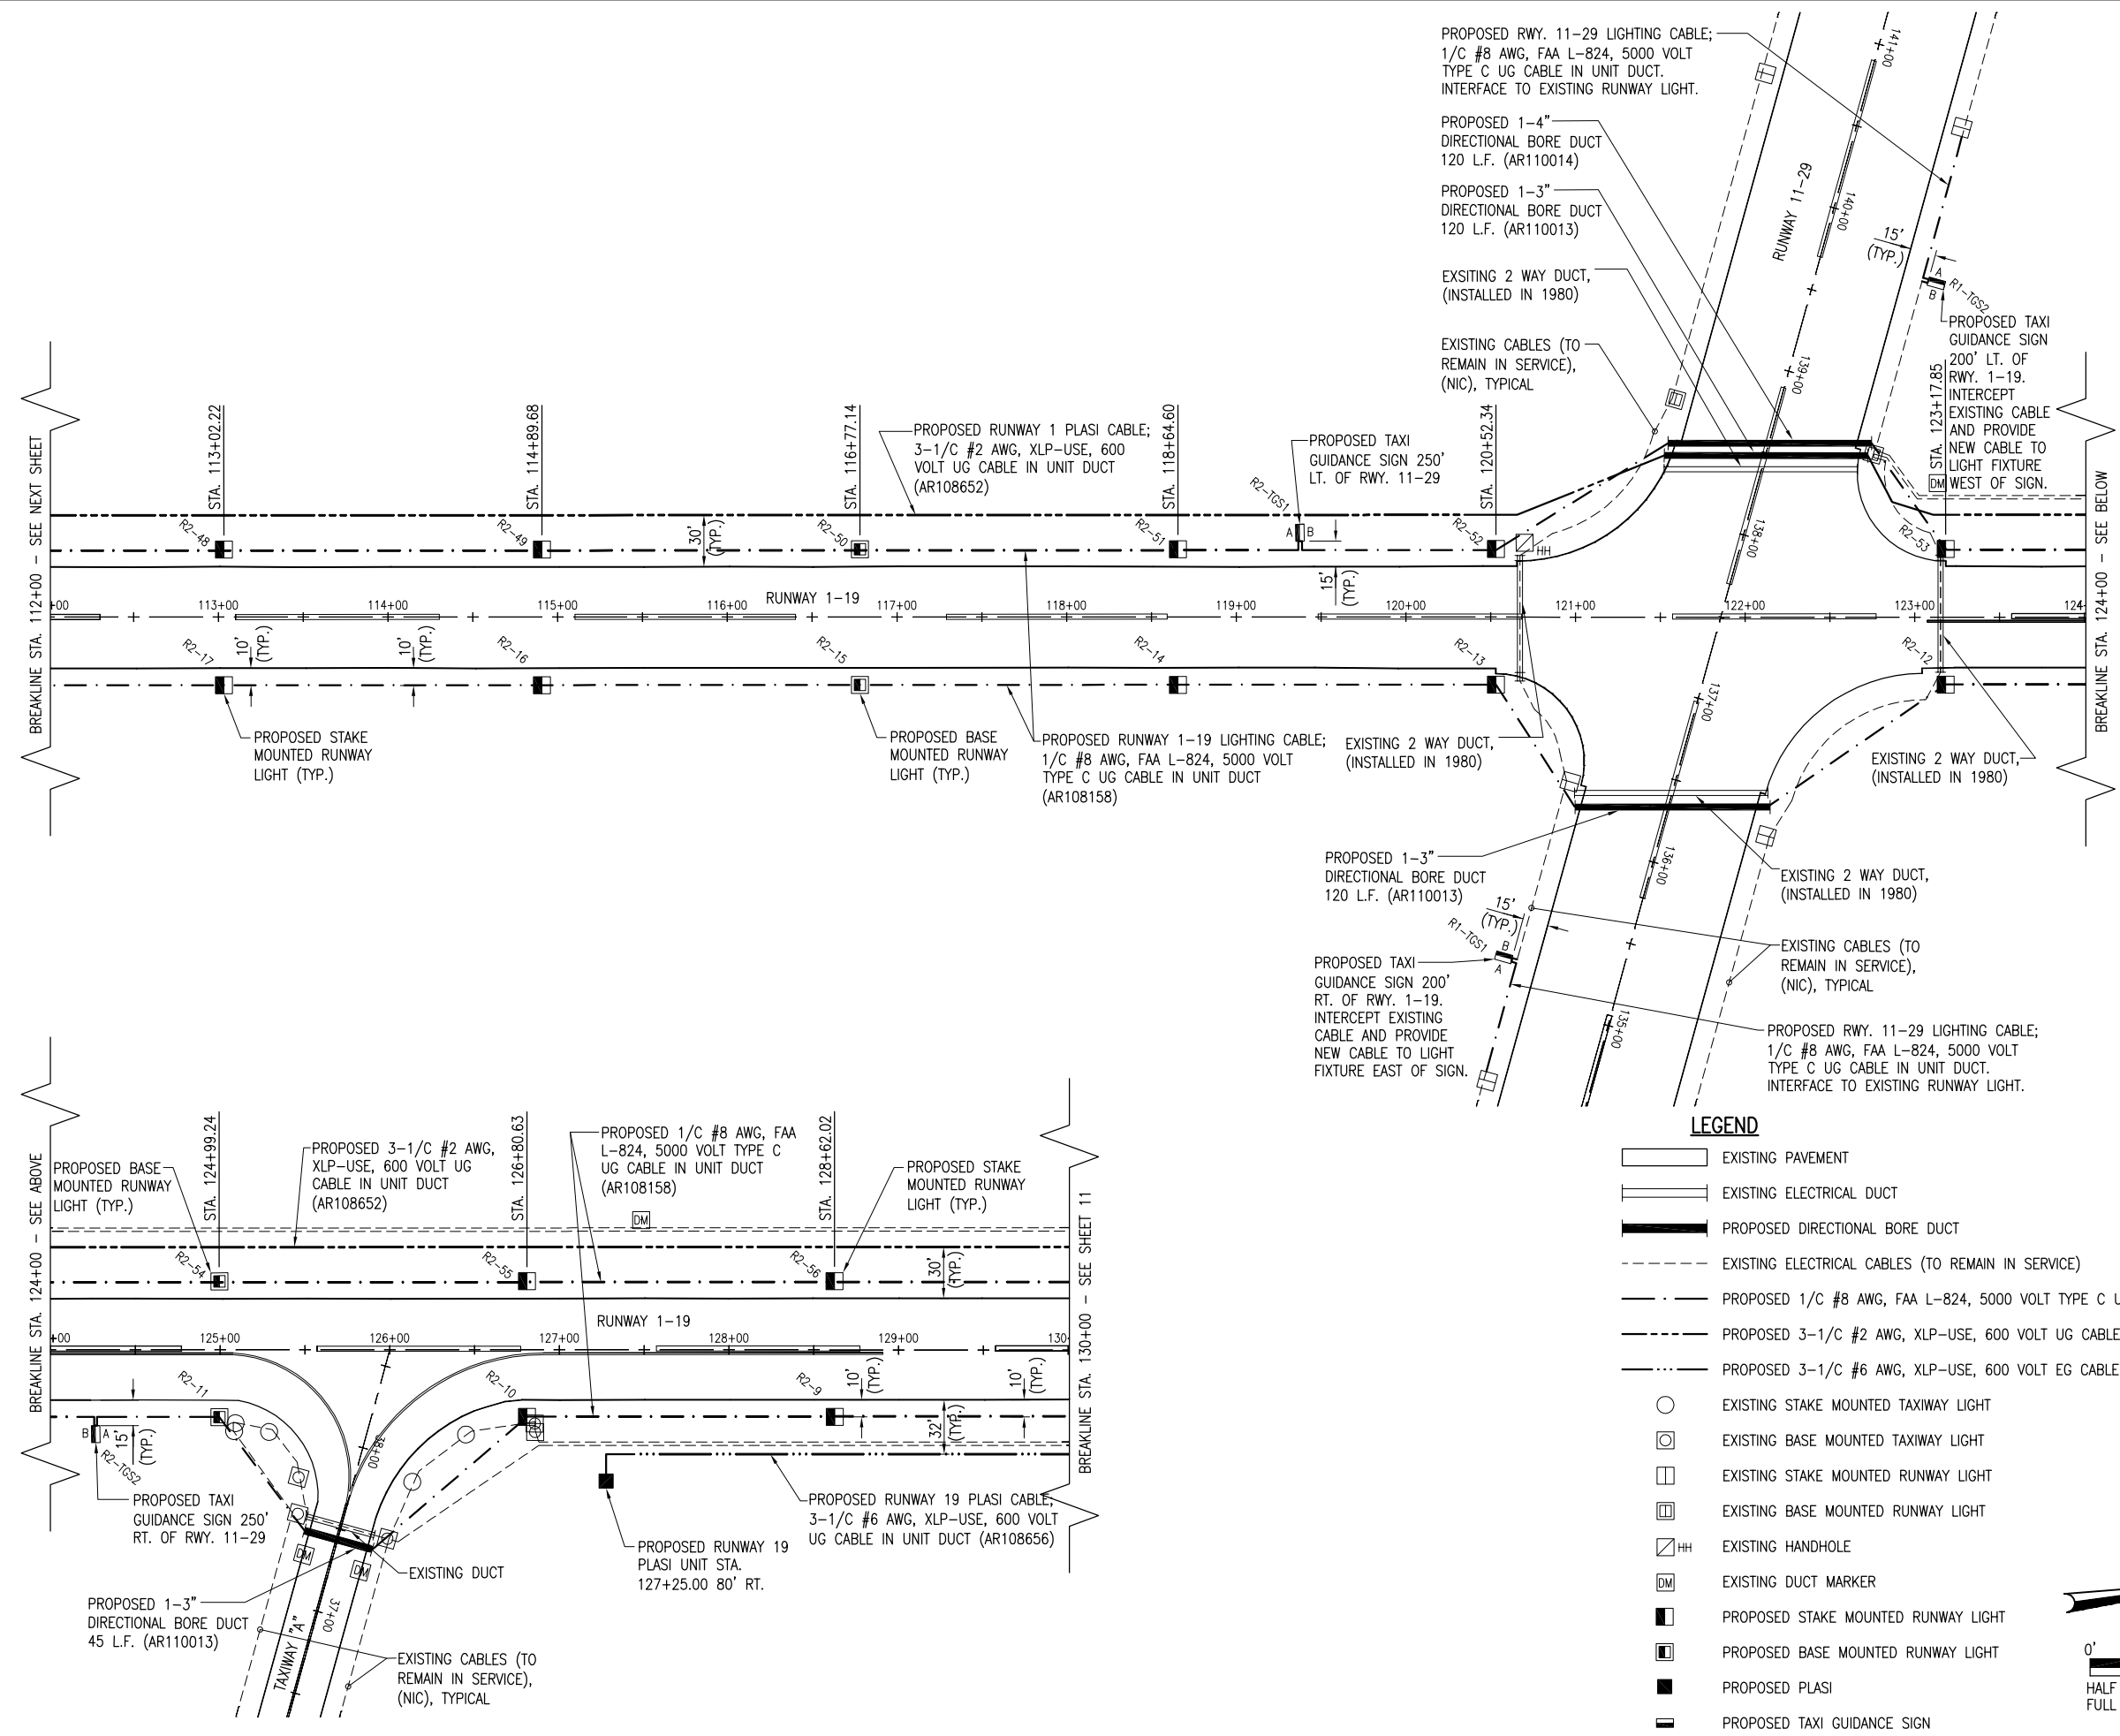 PROPOSED RWY. 11-29 LIGHTING CABLE;
1/C #8 AWG, FAA L-824, 5000 VOLT
TYPE C UG CABLE IN UNIT DUCT.
INTERFACE TO EXISTING RUNWAY LIGHT.
PROPOSED 1-4"
DIRECTIONAL BORE DUCT
120 L.F. (AR110014)
PROPOSED 1-3"
DIRECTIONAL BORE DUCT
120 L.F. (AR110013)
EXSITING 2 WAY DUCT,
(INSTALLED IN 1980)
EXISTING CABLES (TO
REMAIN IN SERVICE),
(NIC), TYPICAL
141+00
140+00
139+00
138+00
137+00
136+00
135+00
RUNWAY 11-29
15'
(TYP.)
A
B
R1-TGS2
PROPOSED TAXI
GUIDANCE SIGN
200' LT. OF
RWY. 1-19.
INTERCEPT
EXISTING CABLE
AND PROVIDE
NEW CABLE TO
LIGHT FIXTURE
WEST OF SIGN.
DM
STA. 123+17.85
BREAKLINE STA. 112+00 - SEE NEXT SHEET
STA. 113+02.22
STA. 114+89.68
STA. 116+77.14
STA. 118+64.60
STA. 120+52.34
PROPOSED RUNWAY 1 PLASI CABLE;
3-1/C #2 AWG, XLP-USE, 600
VOLT UG CABLE IN UNIT DUCT
(AR108652)
PROPOSED TAXI
GUIDANCE SIGN 250'
LT. OF RWY. 11-29
R2-TGS1
A B
R2-48
R2-49
R2-50
R2-51
R2-52
R2-53
HH
30'
(TYP.)
15'
(TYP.)
RUNWAY 1-19
+00
113+00
114+00
115+00
116+00
117+00
118+00
119+00
120+00
121+00
122+00
123+00
124
10'
(TYP.)
10'
(TYP.)
R2-17
R2-16
R2-15
R2-14
R2-13
R2-12
BREAKLINE STA. 124+00 - SEE BELOW
PROPOSED STAKE
MOUNTED RUNWAY
LIGHT (TYP.)
PROPOSED BASE
MOUNTED RUNWAY
LIGHT (TYP.)
PROPOSED RUNWAY 1-19 LIGHTING CABLE;
1/C #8 AWG, FAA L-824, 5000 VOLT
TYPE C UG CABLE IN UNIT DUCT
(AR108158)
EXISTING 2 WAY DUCT,
(INSTALLED IN 1980)
EXISTING 2 WAY DUCT,
(INSTALLED IN 1980)
PROPOSED 1-3"
DIRECTIONAL BORE DUCT
120 L.F. (AR110013)
EXISTING 2 WAY DUCT,
(INSTALLED IN 1980)
15'
(TYP.)
R1-TGS1
B
A
PROPOSED TAXI
GUIDANCE SIGN 200'
RT. OF RWY. 1-19.
INTERCEPT EXISTING
CABLE AND PROVIDE
NEW CABLE TO LIGHT
FIXTURE EAST OF SIGN.
EXISTING CABLES (TO
REMAIN IN SERVICE),
(NIC), TYPICAL
PROPOSED RWY. 11-29 LIGHTING CABLE;
1/C #8 AWG, FAA L-824, 5000 VOLT
TYPE C UG CABLE IN UNIT DUCT.
INTERFACE TO EXISTING RUNWAY LIGHT.
BREAKLINE STA. 124+00 - SEE ABOVE
PROPOSED BASE
MOUNTED RUNWAY
LIGHT (TYP.)
STA. 124+99.24
PROPOSED 3-1/C #2 AWG,
XLP-USE, 600 VOLT UG
CABLE IN UNIT DUCT
(AR108652)
STA. 126+80.63
PROPOSED 1/C #8 AWG, FAA
L-824, 5000 VOLT TYPE C
UG CABLE IN UNIT DUCT
(AR108158)
STA. 128+62.02
PROPOSED STAKE
MOUNTED RUNWAY
LIGHT (TYP.)
DM
R2-54
R2-55
R2-56
30'
(TYP.)
RUNWAY 1-19
+00
125+00
126+00
127+00
128+00
129+00
130
R2-11
R2-10
R2-9
10'
(TYP.)
10'
(TYP.)
32'
(TYP.)
BREAKLINE STA. 130+00 - SEE SHEET 11
B A
15'
(TYP.)
R2-TGS2
38+00
PROPOSED TAXI
GUIDANCE SIGN 250'
RT. OF RWY. 11-29
DM
DM
EXISTING DUCT
PROPOSED RUNWAY 19
PLASI UNIT STA.
127+25.00 80' RT.
PROPOSED RUNWAY 19 PLASI CABLE;
3-1/C #6 AWG, XLP-USE, 600 VOLT
UG CABLE IN UNIT DUCT (AR108656)
PROPOSED 1-3"
DIRECTIONAL BORE DUCT
45 L.F. (AR110013)
37+00
TAXIWAY "A"
EXISTING CABLES (TO
REMAIN IN SERVICE),
(NIC), TYPICAL
LEGEND
EXISTING PAVEMENT
EXISTING ELECTRICAL DUCT
PROPOSED DIRECTIONAL BORE DUCT
EXISTING ELECTRICAL CABLES (TO REMAIN IN SERVICE)
PROPOSED 1/C #8 AWG, FAA L-824, 5000 VOLT TYPE C U
PROPOSED 3-1/C #2 AWG, XLP-USE, 600 VOLT UG CABLE
PROPOSED 3-1/C #6 AWG, XLP-USE, 600 VOLT EG CABLE
EXISTING STAKE MOUNTED TAXIWAY LIGHT
EXISTING BASE MOUNTED TAXIWAY LIGHT
EXISTING STAKE MOUNTED RUNWAY LIGHT
EXISTING BASE MOUNTED RUNWAY LIGHT
HH EXISTING HANDHOLE
DM EXISTING DUCT MARKER
PROPOSED STAKE MOUNTED RUNWAY LIGHT
PROPOSED BASE MOUNTED RUNWAY LIGHT
PROPOSED PLASI
PROPOSED TAXI GUIDANCE SIGN
0'
HALF
FULL